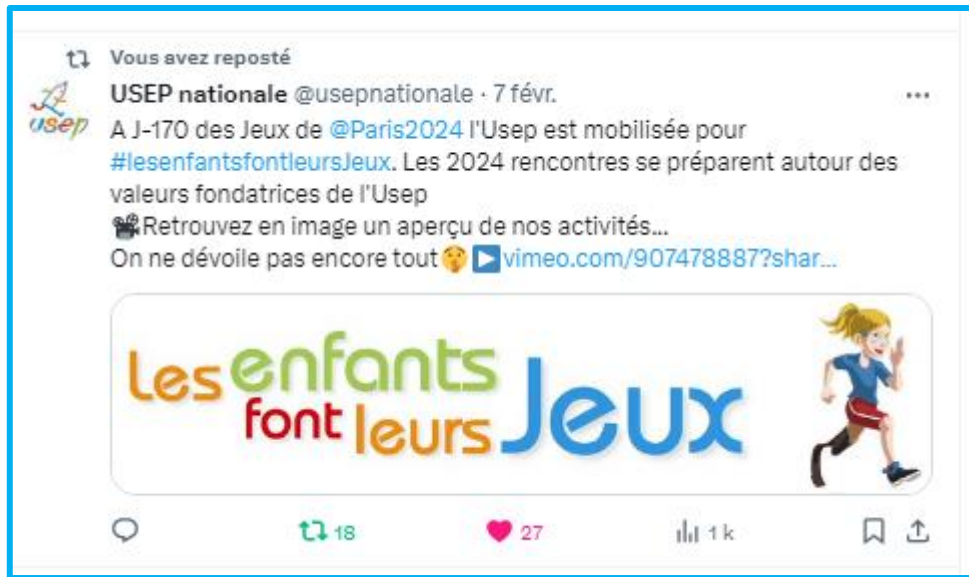 Vous avez reposté
usep
USEP nationale @usepnationale · 7 févr.
A J-170 des Jeux de @Paris2024 l'Usep est mobilisée pour
#lesenfantsfontleursJeux. Les 2024 rencontres se préparent autour des
valeurs fondatrices de l'Usep
Retrouvez en image un aperçu de nos activités...
On ne dévoile pas encore tout vimeo.com/907478887?shar...
Les enfants
font leurs Jeux
18 27 1 k